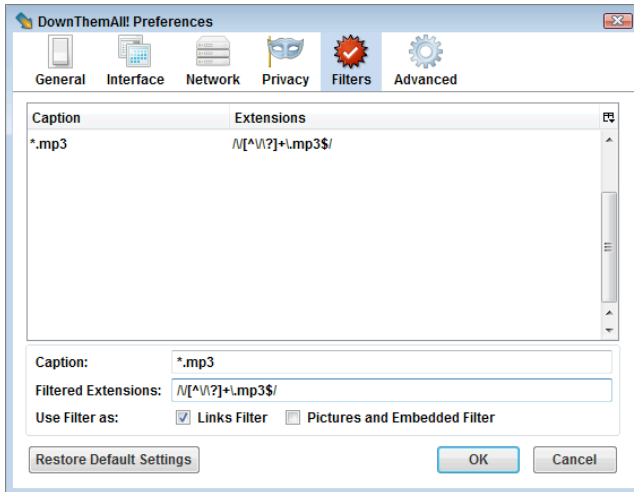 DownThemAll! Preferences
General Interface Network Privacy Filters Advanced
Caption Extensions
*.mp3 /\/[^\/\?]+\.mp3$/
Caption: *.mp3
Filtered Extensions: /\/[^\/\?]+\.mp3$/
Use Filter as: Links Filter Pictures and Embedded Filter
Restore Default Settings OK Cancel